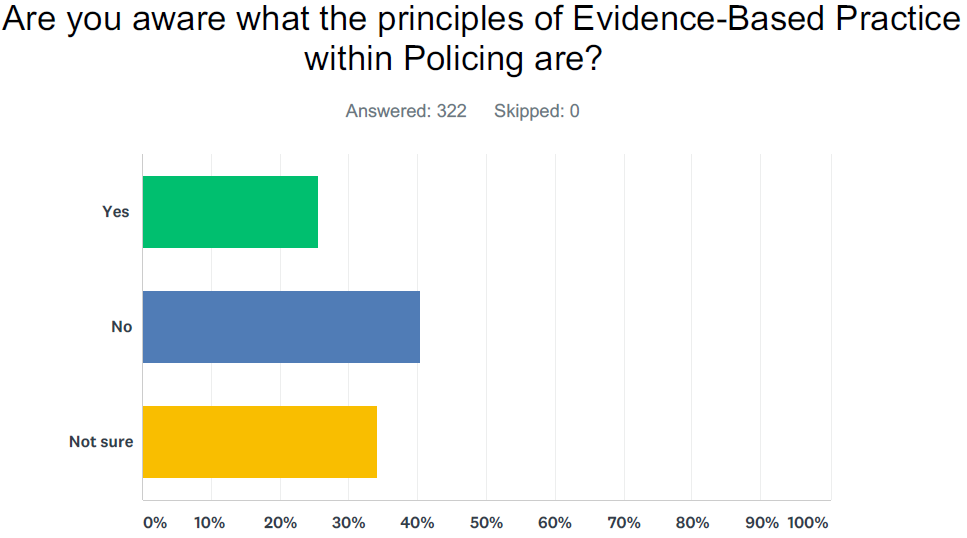 Are you aware what the principles of Evidence-Based Practice
within Policing are?
Answered: 322 Skipped: 0
Yes
No
Not sure
0% 10% 20% 30% 40% 50% 60% 70% 80% 90% 100%